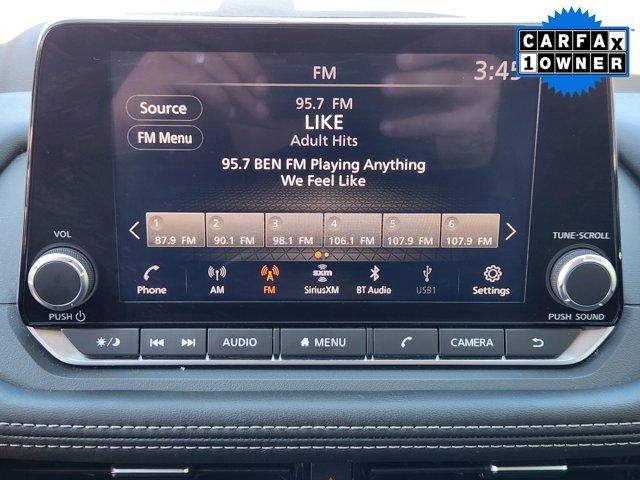 CARFAX
1 OWNER
FM
3:45
Source
95.7 FM
LIKE
FM Menu
Adult Hits
95.7 BEN FM Playing Anything
We Feel Like
1 2 3 4 5 6
87.9 FM 90.1 FM 98.1 FM 106.1 FM 107.9 FM 107.9 FM
VOL
TUNE·SCROLL
sxm
Phone AM FM SiriusXM BT Audio USB1 Settings
PUSH
PUSH SOUND
AUDIO MENU CAMERA